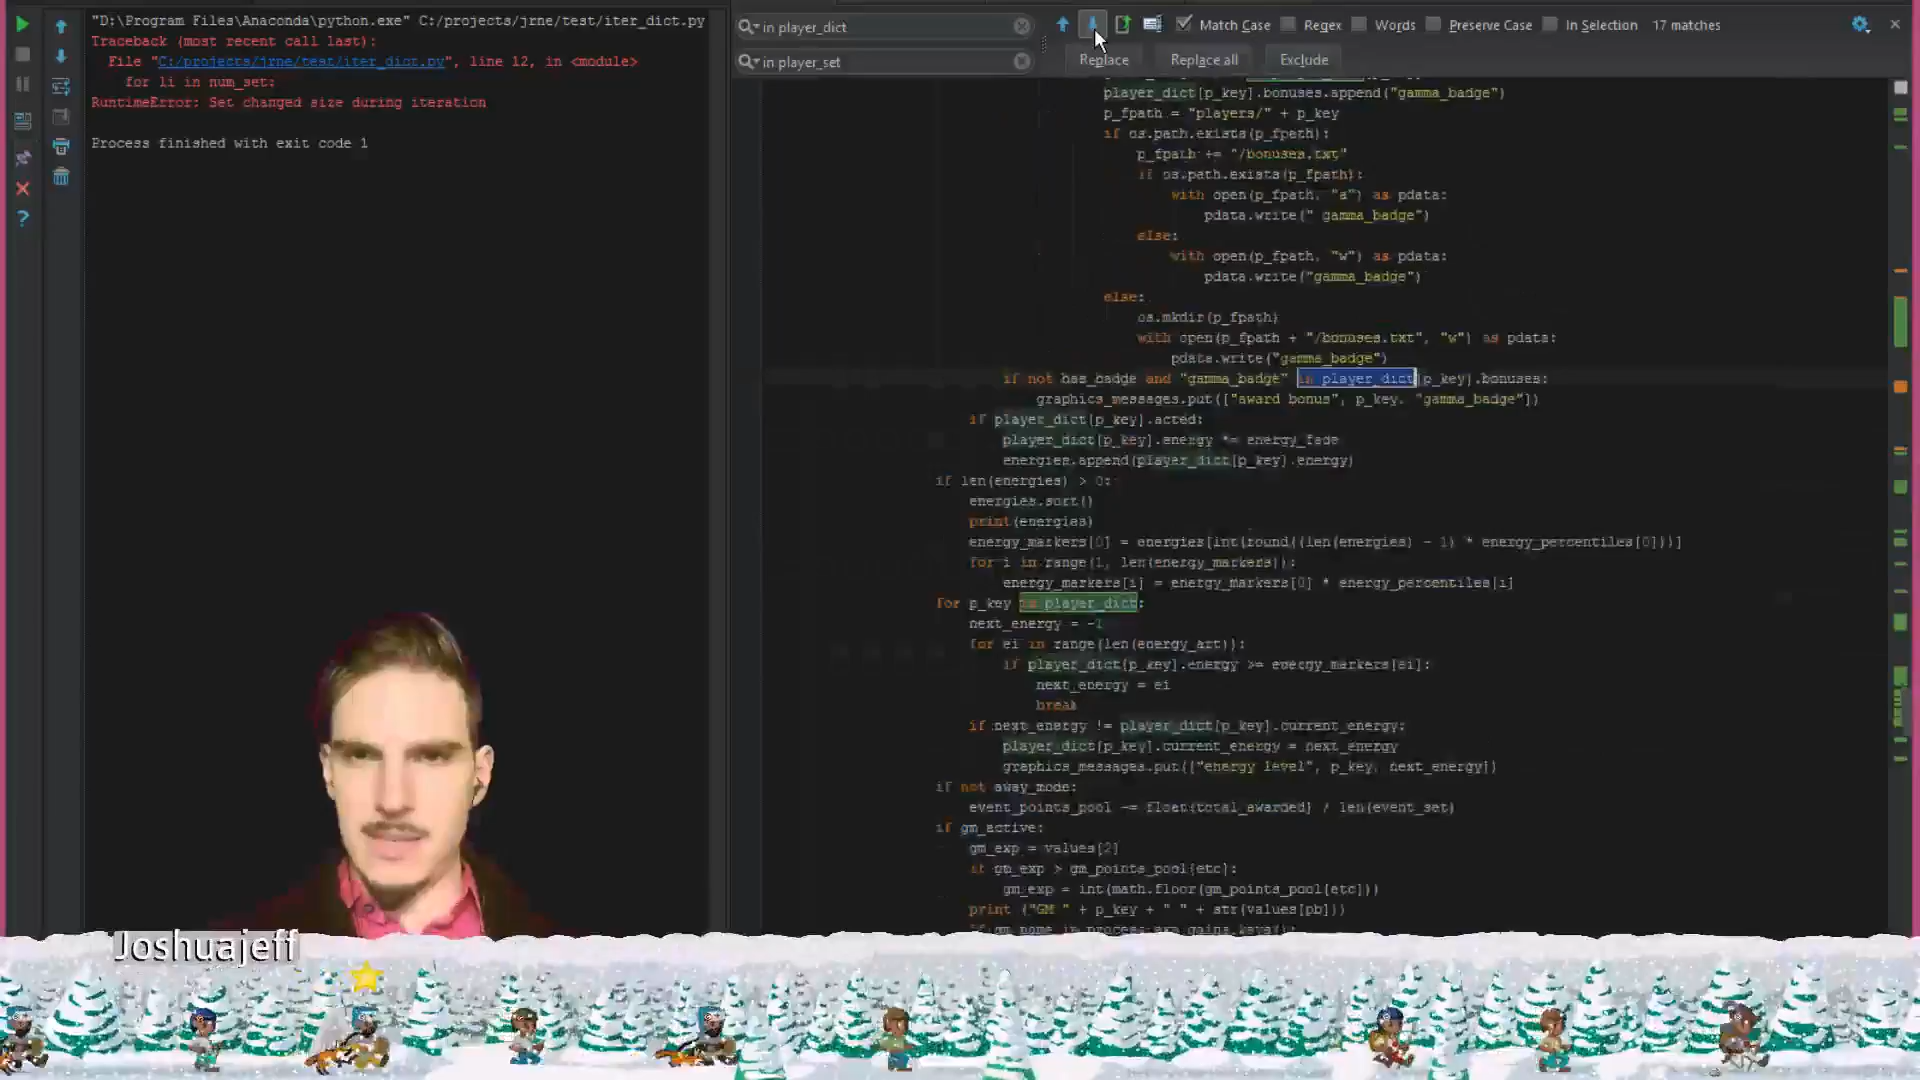 "D:\Program Files\Anaconda\python.exe" C:/projects/jrne/test/iter_dict.py
Traceback (most recent call last):
File "C:/projects/jrne/test/iter_dict.py", line 12, in <module>
for li in num_set:
RuntimeError: Set changed size during iteration
Process finished with exit code 1
in player_dict
Match Case
Regex
Words
Preserve Case
In Selection
17 matches
in player_set
Replace
Replace all
Exclude
player_dict[p_key].bonuses.append("gamma_badge")
p_fpath = "players/" + p_key
if os.path.exists(p_fpath):
p_fpath += "/bonuses.txt"
if os.path.exists(p_fpath):
with open(p_fpath, "a") as pdata:
pdata.write(" gamma_badge")
else:
with open(p_fpath, "w") as pdata:
pdata.write("gamma_badge")
else:
os.mkdir(p_fpath)
with open(p_fpath + "/bonuses.txt", "w") as pdata:
pdata.write("gamma_badge")
if not has_badge and "gamma_badge" in player_dict[p_key].bonuses:
graphics_messages.put(["award bonus", p_key, "gamma_badge"])
if player_dict[p_key].acted:
player_dict[p_key].energy *= energy_fade
energies.append(player_dict[p_key].energy)
if len(energies) > 0:
energies.sort()
print(energies)
energy_markers[0] = energies[int(round((len(energies) - 1) * energy_percentiles[0]))]
for i in range(1, len(energy_markers)):
energy_markers[i] = energy_markers[0] * energy_percentiles[i]
for p_key in player_dict:
next_energy = -1
for ei in range(len(energy_art)):
if player_dict[p_key].energy >= energy_markers[ei]:
next_energy = ei
break
if next_energy != player_dict[p_key].current_energy:
player_dict[p_key].current_energy = next_energy
graphics_messages.put(["energy level", p_key, next_energy])
if not away_mode:
event_points_pool -= float(total_awarded) / len(event_set)
if gm_active:
gm_exp = values[2]
if gm_exp > gm_points_pool[etc]:
gm_exp = int(math.floor(gm_points_pool[etc]))
print ("GM " + p_key + " " + str(values[pb]))
Joshuajeff